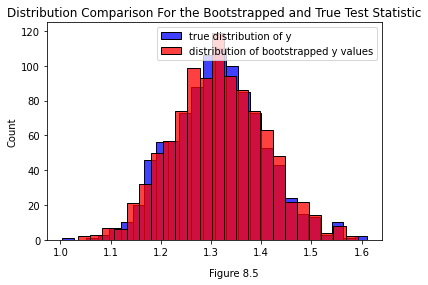 Distribution Comparison For the Bootstrapped and True Test Statistic
true distribution of y
distribution of bootstrapped y values
120
100
80
60
40
20
0
Count
1.0 1.1 1.2 1.3 1.4 1.5 1.6
Figure 8.5